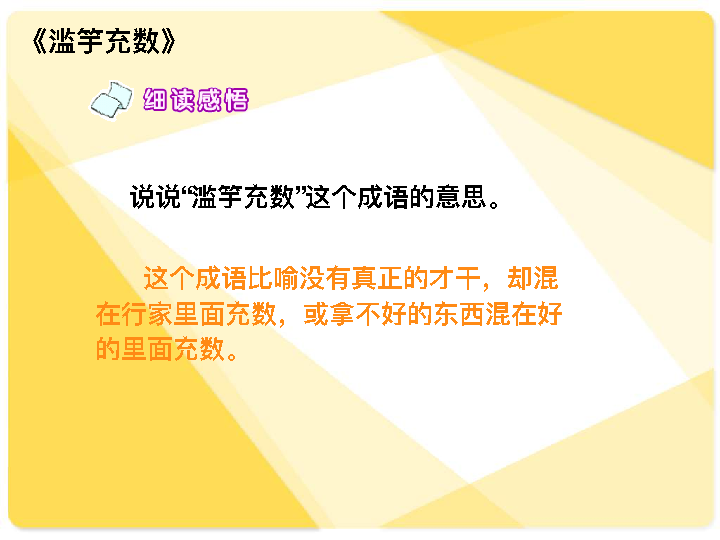 《滥竽充数》
细读感悟
说说“滥竽充数”这个成语的意思。
这个成语比喻没有真正的才干，却混
在行家里面充数，或拿不好的东西混在好
的里面充数。